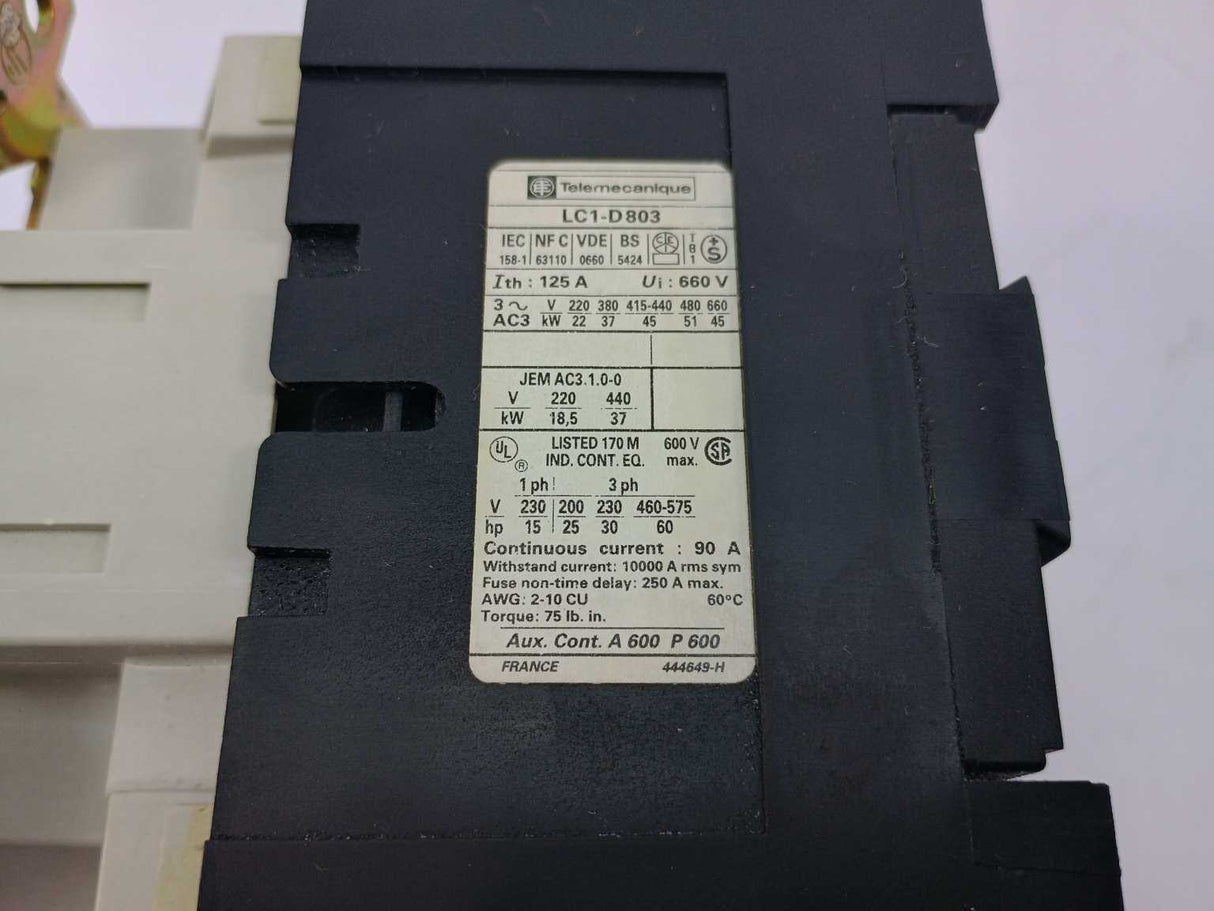 Telemecanique
LC1-D803
IEC NF C VDE BS
158-1 63110 0660 5424 TB1 +S
Ith : 125 A Ui : 660 V
3~ V 220 380 415-440 480 660
AC3 kW 22 37 45 51 45
JEM AC3.1.0-0
V 220 440
kW 18,5 37
UL ® LISTED 170 M 600 V SA
IND. CONT. EQ. max.
1 ph 3 ph
V 230 200 230 460-575
hp 15 25 30 60
Continuous current : 90 A
Withstand current: 10000 A rms sym
Fuse non-time delay: 250 A max.
AWG: 2-10 CU 60°C
Torque: 75 lb. in.
Aux. Cont. A 600 P 600
FRANCE 444649-H